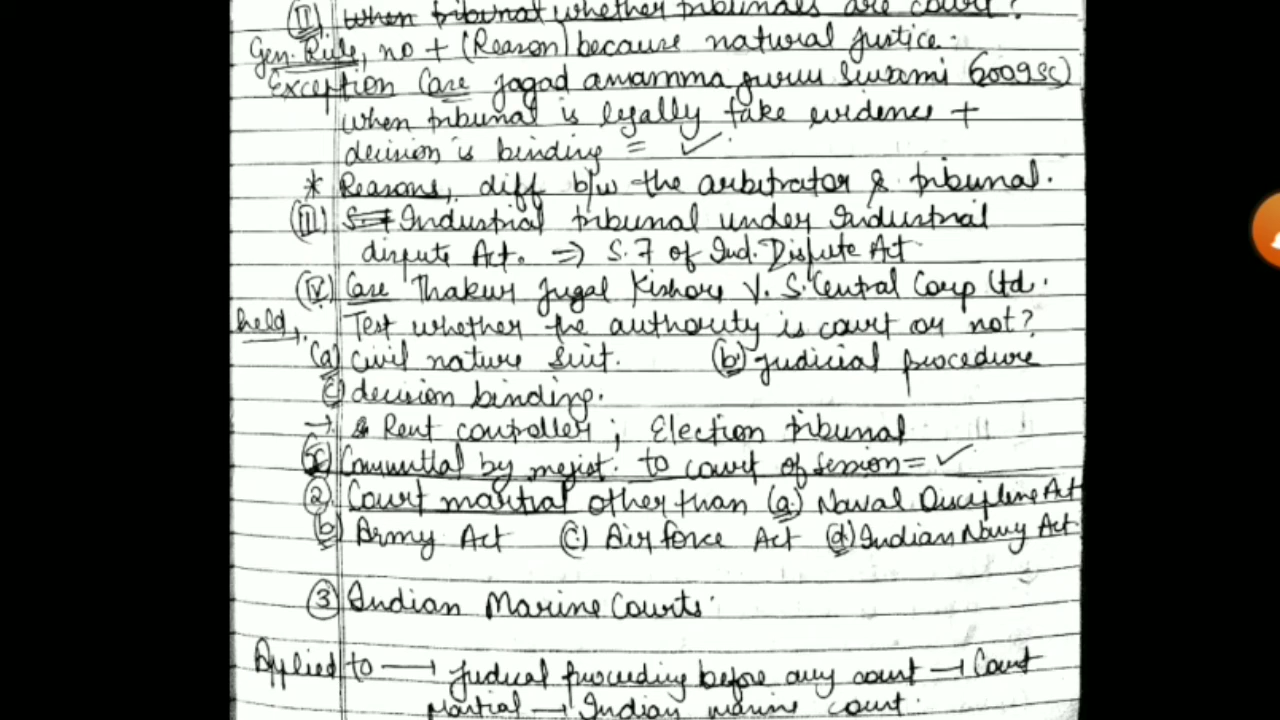 (II) when tribunal whether tribunals are court?
Gen. Rule, no + (Reason) because natural justice.
Exception Case jagad amamma guruu Swami (2009 SC)
when tribunal is legally take evidence +
decision is binding = ✓
* Reasons, diff b/w the arbitrator & tribunal.
(III) Industrial tribunal under Industrial
dispute Act. ⇒ S.7 of Ind. Dispute Act
(IV) Case Thakur Jugal Kishore V. S. Central Corp Ltd.
held, Test whether the authority is court or not?
(a) Civil nature Suit. (b) judicial procedure
(c) decision binding.
→ Rent controller ; Election tribunal
Committal by mejist. to court of session = ✓
(2) Court martial other than (a) Naval Discipline Act
(b) Army Act (c) Air force Act (d) Indian Navy Act.
(3) Indian Marine Courts.
Applied to → judical proceeding before any court → Court
Martial → Indian marine court.